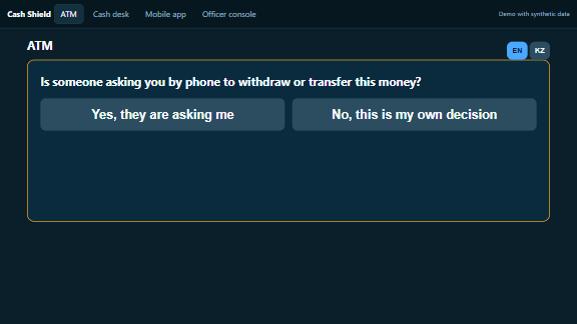 Cash Shield ATM Cash desk Mobile app Officer console Demo with synthetic data
ATM EN KZ
Is someone asking you by phone to withdraw or transfer this money?
Yes, they are asking me No, this is my own decision